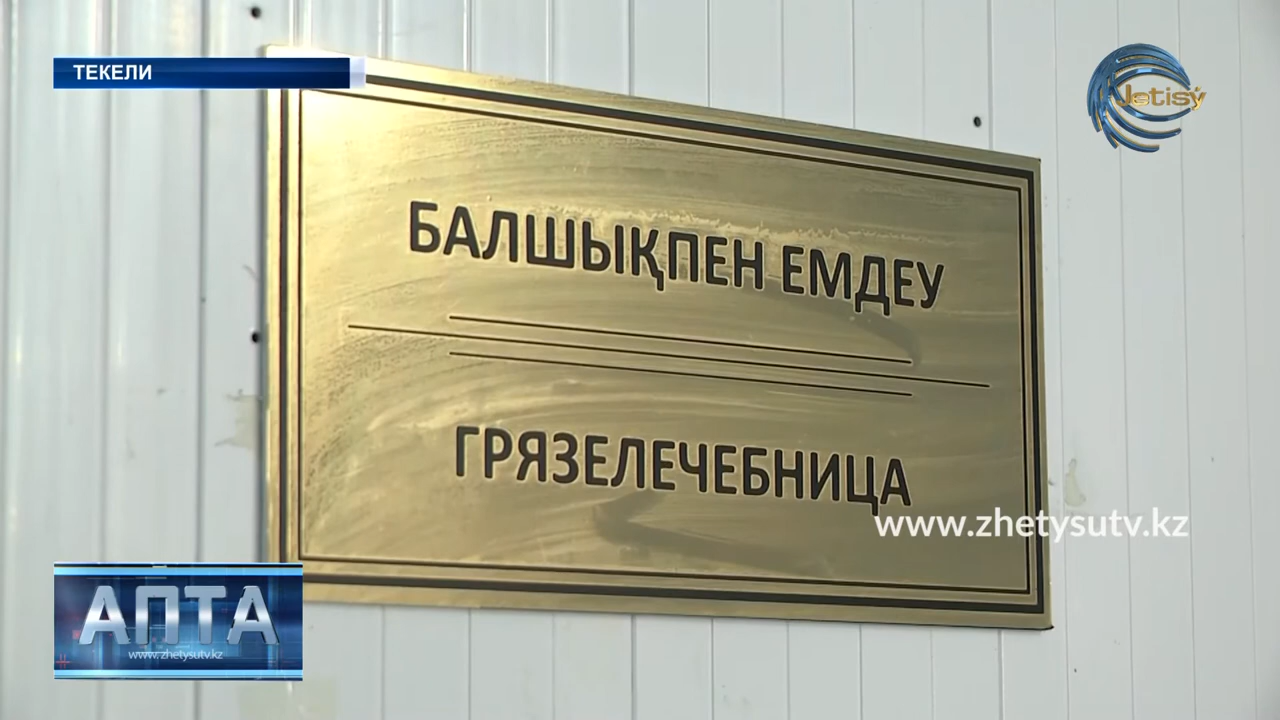 ТЕКЕЛИ
Jetisý
БАЛШЫҚПЕН ЕМДЕУ
ГРЯЗЕЛЕЧЕБНИЦА
www.zhetysutv.kz
АПТА
www.zhetysutv.kz